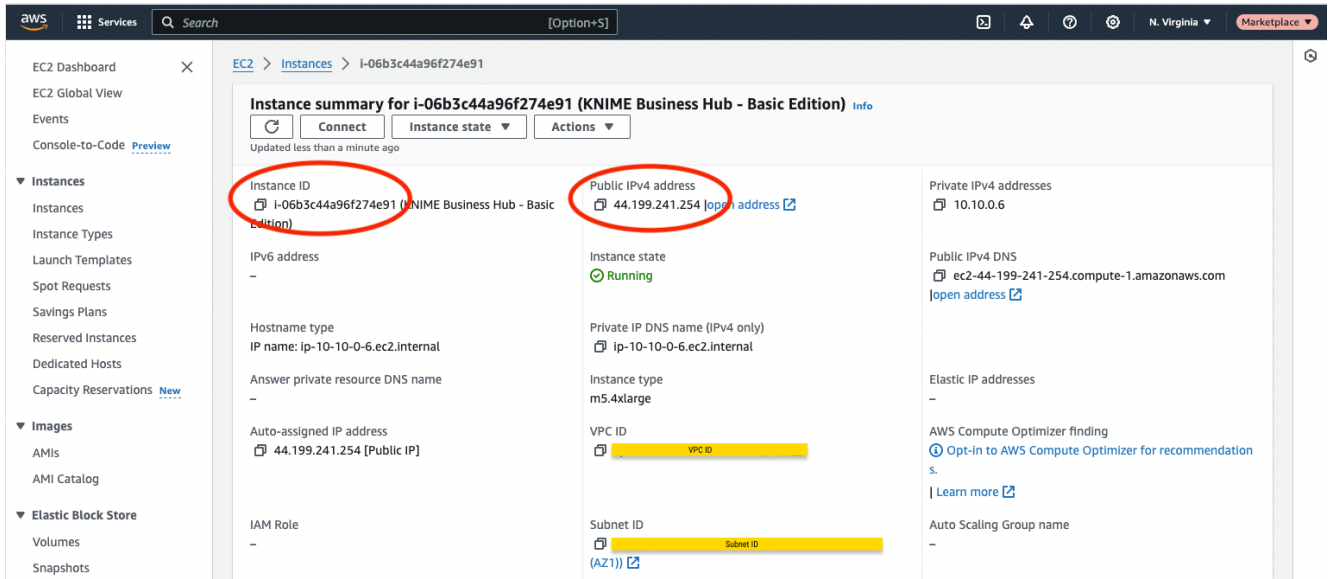 aws
Services
Search
[Option+S]
N. Virginia
Marketplace
EC2 Dashboard
EC2 Global View
Events
Console-to-Code Preview
Instances
Instances
Instance Types
Launch Templates
Spot Requests
Savings Plans
Reserved Instances
Dedicated Hosts
Capacity Reservations New
Images
AMIs
AMI Catalog
Elastic Block Store
Volumes
Snapshots
EC2 > Instances > i-06b3c44a96f274e91
Instance summary for i-06b3c44a96f274e91 (KNIME Business Hub - Basic Edition) Info
Connect
Instance state
Actions
Updated less than a minute ago
Instance ID
i-06b3c44a96f274e91 (KNIME Business Hub - Basic
Edition)
Public IPv4 address
44.199.241.254 |open address
Private IPv4 addresses
10.10.0.6
IPv6 address
–
Instance state
Running
Public IPv4 DNS
ec2-44-199-241-254.compute-1.amazonaws.com
|open address
Hostname type
IP name: ip-10-10-0-6.ec2.internal
Private IP DNS name (IPv4 only)
ip-10-10-0-6.ec2.internal
Answer private resource DNS name
–
Instance type
m5.4xlarge
Elastic IP addresses
–
Auto-assigned IP address
44.199.241.254 [Public IP]
VPC ID
VPC ID
AWS Compute Optimizer finding
Opt-in to AWS Compute Optimizer for recommendation
s.
| Learn more
IAM Role
–
Subnet ID
Subnet ID
(AZ1))
Auto Scaling Group name
–